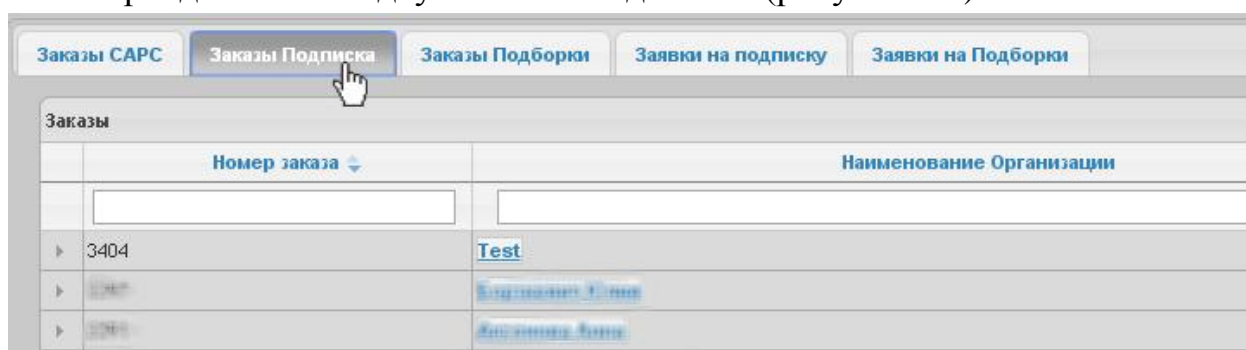 Заказы САРС Заказы Подписка Заказы Подборки Заявки на подписку Заявки на Подборки
Заказы
Номер заказа Наименование Организации
3404 Test